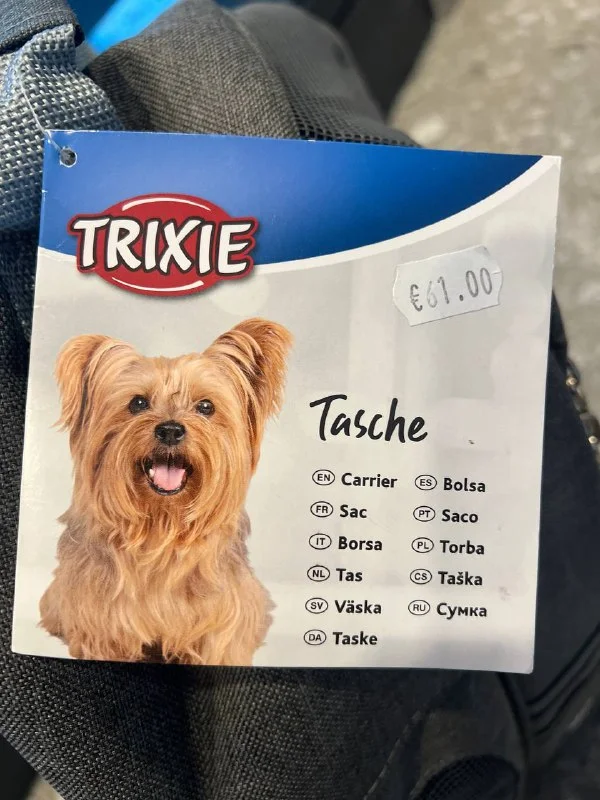 TRIXIE
€61.00
Tasche
EN Carrier
FR Sac
IT Borsa
NL Tas
SV Väska
DA Taske
ES Bolsa
PT Saco
PL Torba
CS Taška
RU Сумка